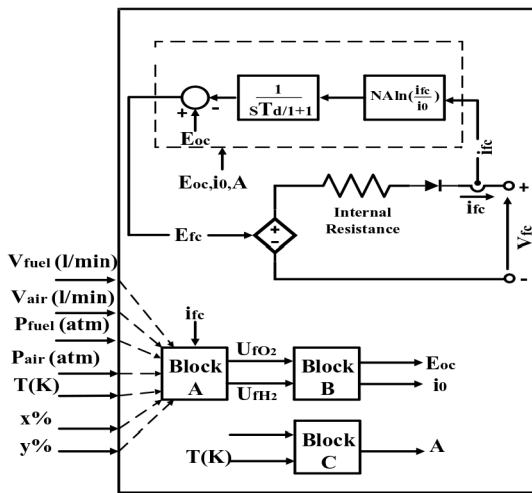 1
sTd/1+1
NAln(ifc/i0)
+ -
Eoc
Eoc,i0,A
ifc
Efc
+
-
Internal
Resistance
ifc
+
Vfc
-
Vfuel (l/min)
Vair (l/min)
Pfuel (atm)
Pair (atm)
T(K)
x%
y%
ifc
Block
A
UfO2
UfH2
Block
B
Eoc
i0
T(K)
Block
C
A